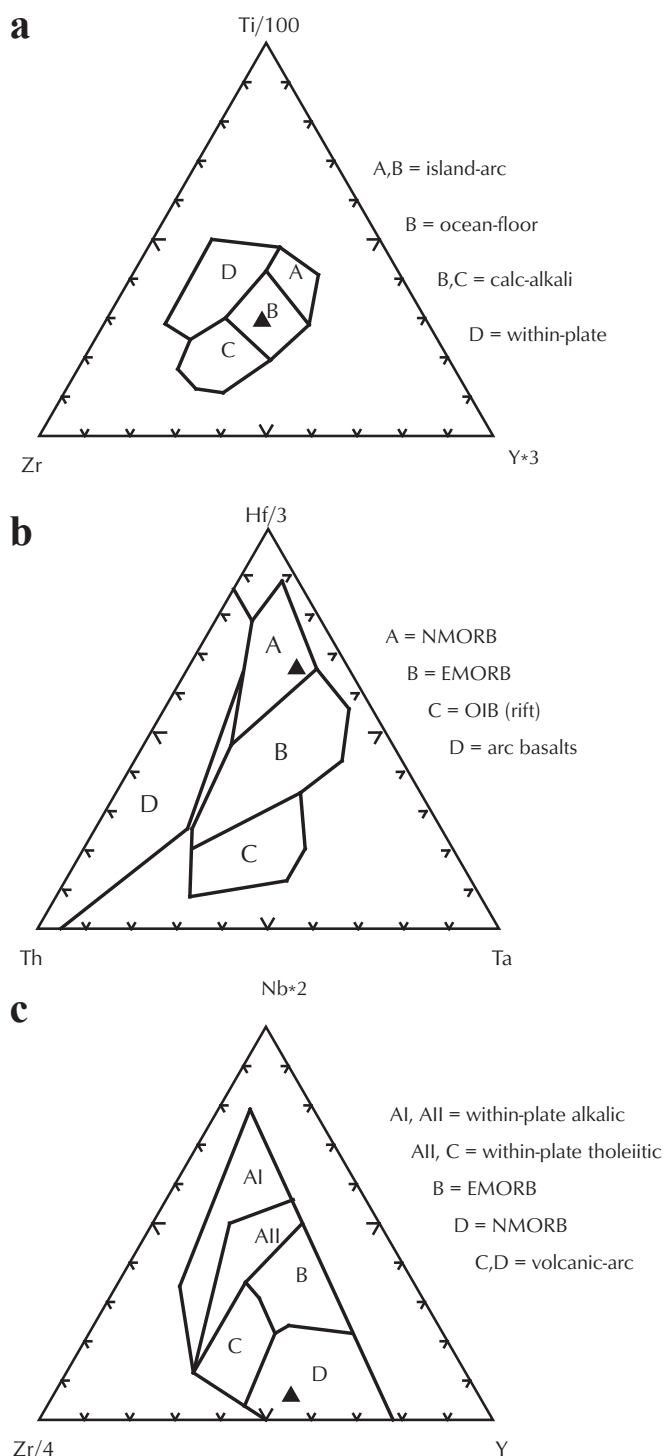 a
Ti/100
A,B = island-arc
B = ocean-floor
B,C = calc-alkali
D = within-plate
D
A
B
C
Zr
Y*3
b
Hf/3
A = NMORB
B = EMORB
C = OIB (rift)
D = arc basalts
A
B
D
C
Th
Ta
c
Nb*2
AI, AII = within-plate alkalic
AII, C = within-plate tholeiitic
B = EMORB
D = NMORB
C,D = volcanic-arc
AI
AII
B
C
D
Zr/4
Y